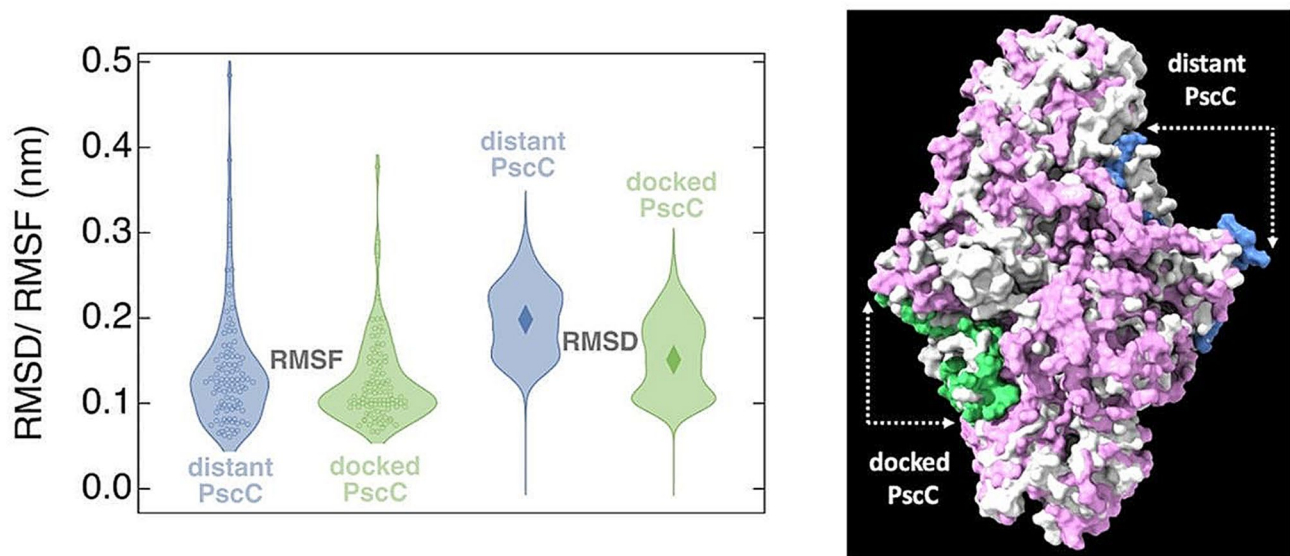 RMSD/ RMSF (nm)
0.5
0.4
0.3
0.2
0.1
0.0
distant
PscC
docked
PscC
RMSF
RMSD
distant
PscC
docked
PscC
distant
PscC
docked
PscC